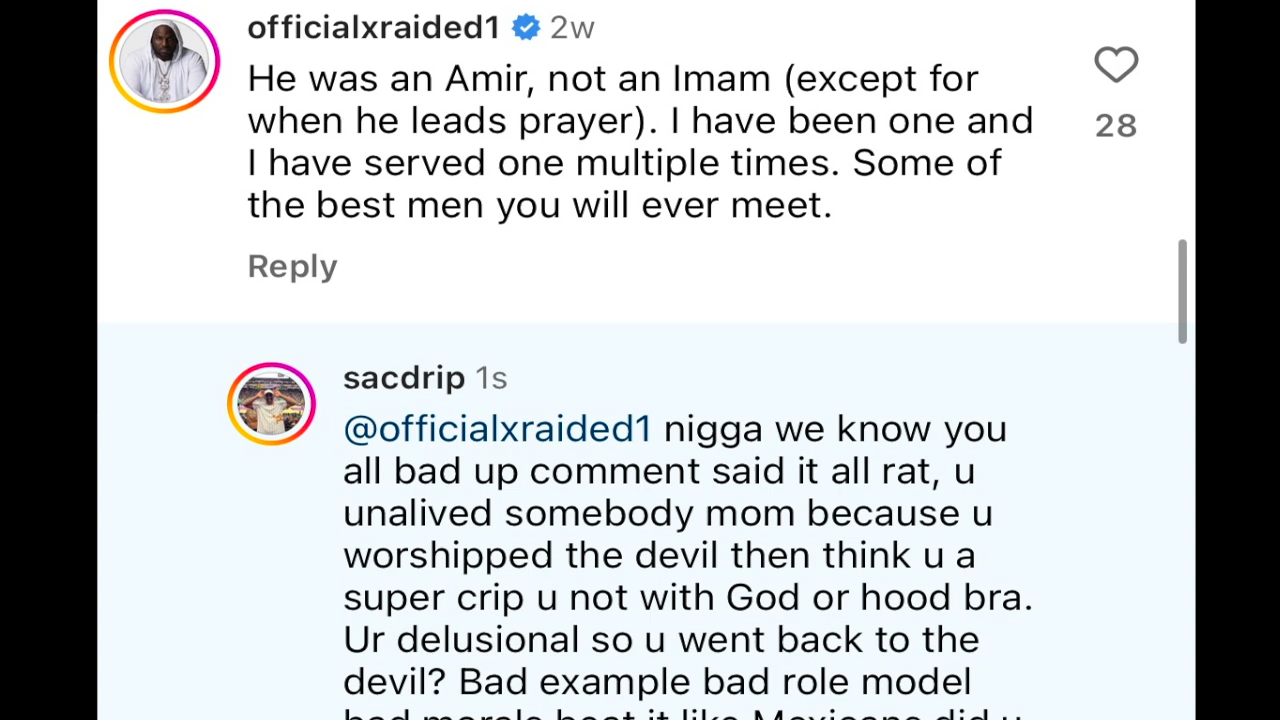 officialxraided1 2w
He was an Amir, not an Imam (except for
when he leads prayer). I have been one and
I have served one multiple times. Some of
the best men you will ever meet.
28
Reply
sacdrip 1s
@officialxraided1 nigga we know you
all bad up comment said it all rat, u
unalived somebody mom because u
worshipped the devil then think u a
super crip u not with God or hood bra.
Ur delusional so u went back to the
devil? Bad example bad role model